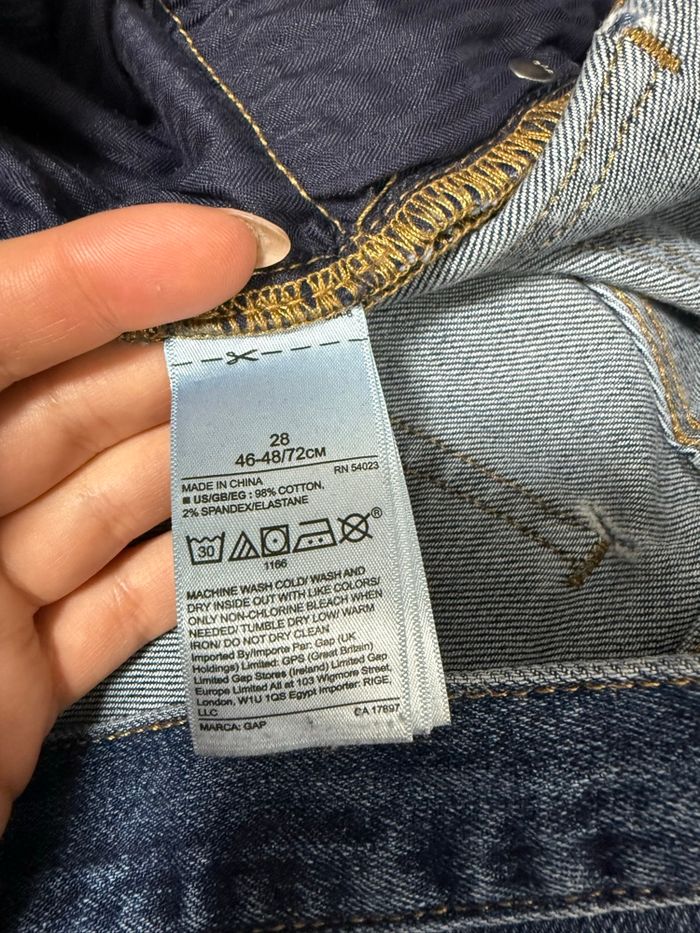 28
46-48/72CM
RN 54023
MADE IN CHINA
■ US/GB/EG : 98% COTTON,
2% SPANDEX/ELASTANE
30
®
1166
MACHINE WASH COLD/ WASH AND
DRY INSIDE OUT WITH LIKE COLORS/
ONLY NON-CHLORINE BLEACH WHEN
NEEDED/ TUMBLE DRY LOW/ WARM
IRON/ DO NOT DRY CLEAN
Imported By/Importe Par: Gap (UK
Holdings) Limited: GPS (Great Britain)
Limited Gap Stores (Ireland) Limited Gap
Europe Limited All at 103 Wigmore Street,
London, W1U 1QS Egypt Importer: RIGE,
LLC
CA 17897
MARCA: GAP